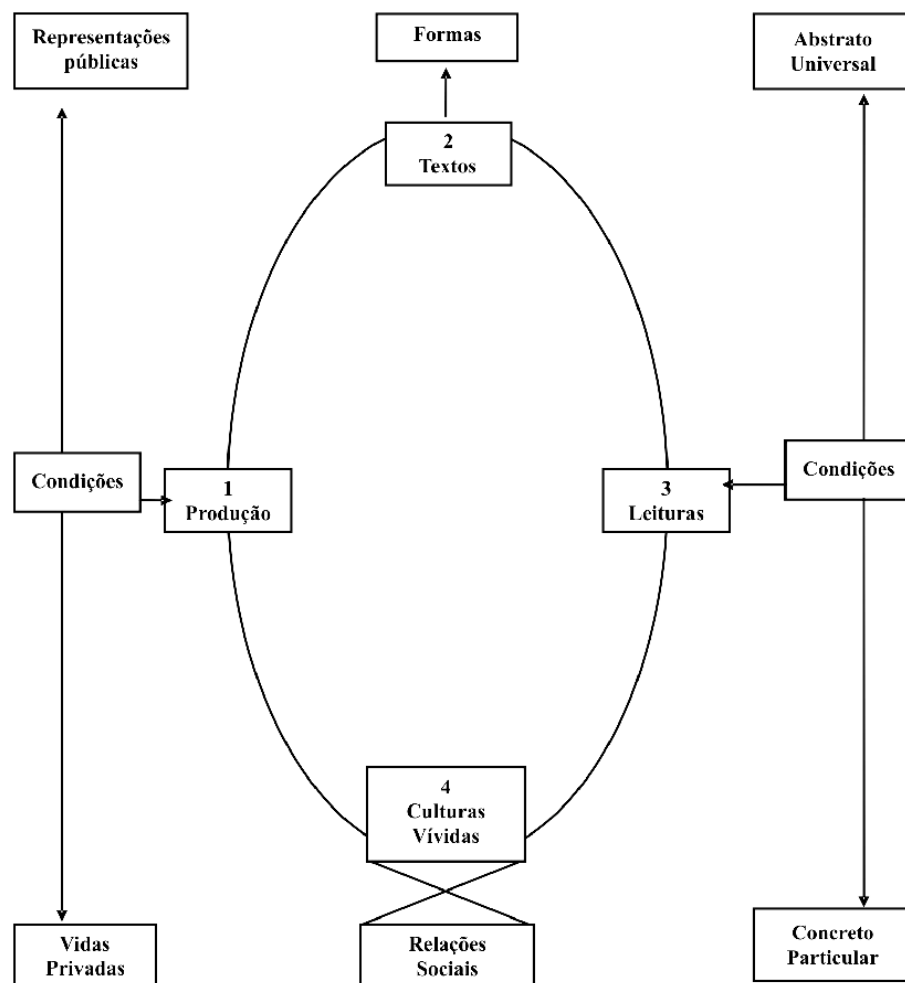 Representações
públicas
Formas
Abstrato
Universal
2
Textos
Condições
1
Produção
3
Leituras
Condições
4
Culturas
Vívidas
Vidas
Privadas
Relações
Sociais
Concreto
Particular